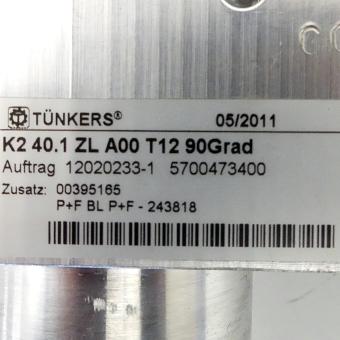 TÜNKERS® 05/2011
K2 40.1 ZL A00 T12 90Grad
Auftrag 12020233-1 5700473400
Zusatz: 00395165
P+F BL P+F - 243818